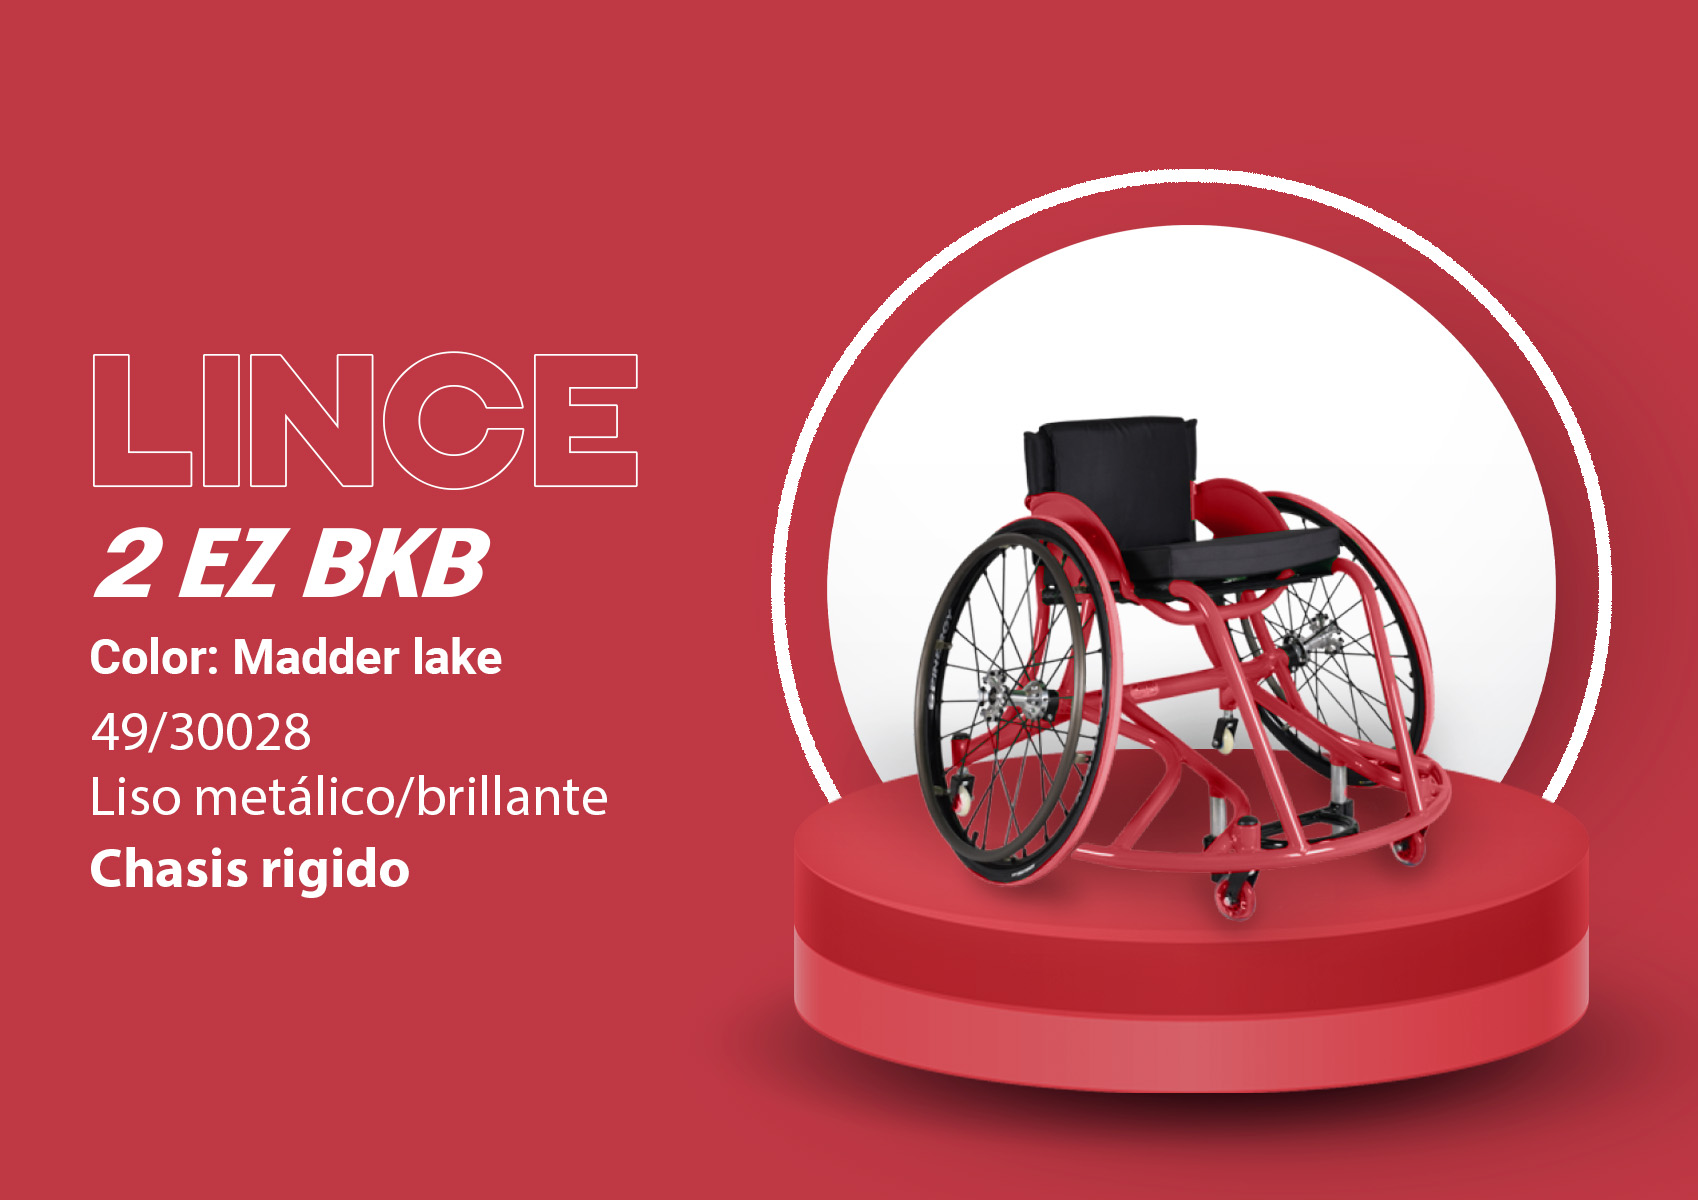 LINCE
2 EZ BKB
Color: Madder lake
49/30028
Liso metálico/brillante
Chasis rigido